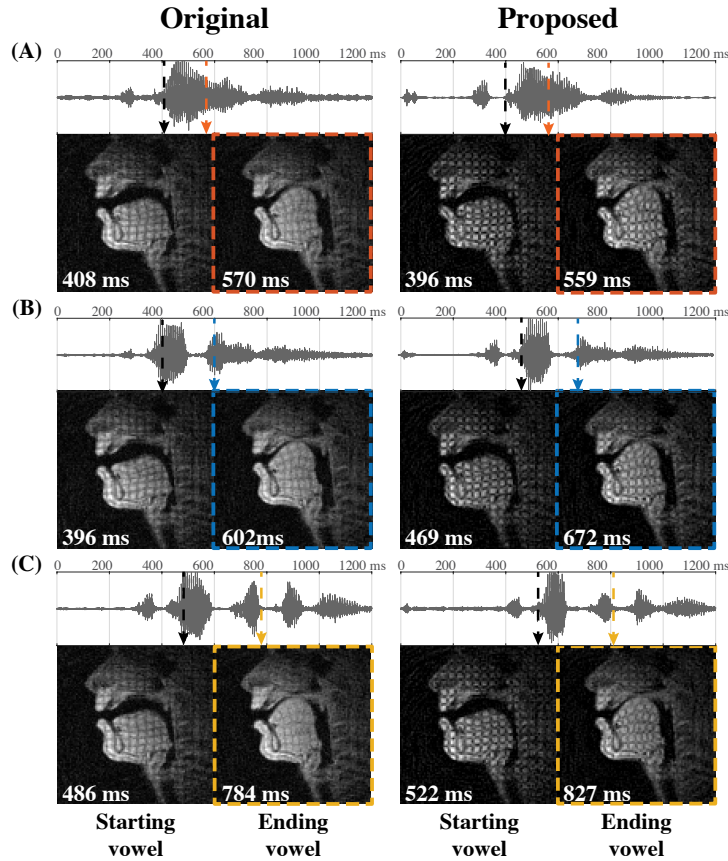 Original Proposed
(A)
0 200 400 600 800 1000 1200 ms
0 200 400 600 800 1000 1200 ms
408 ms 570 ms 396 ms 559 ms
(B)
0 200 400 600 800 1000 1200 ms
0 200 400 600 800 1000 1200 ms
396 ms 602ms 469 ms 672 ms
(C)
0 200 400 600 800 1000 1200 ms
0 200 400 600 800 1000 1200 ms
486 ms 784 ms 522 ms 827 ms
Starting Ending Starting Ending
vowel vowel vowel vowel